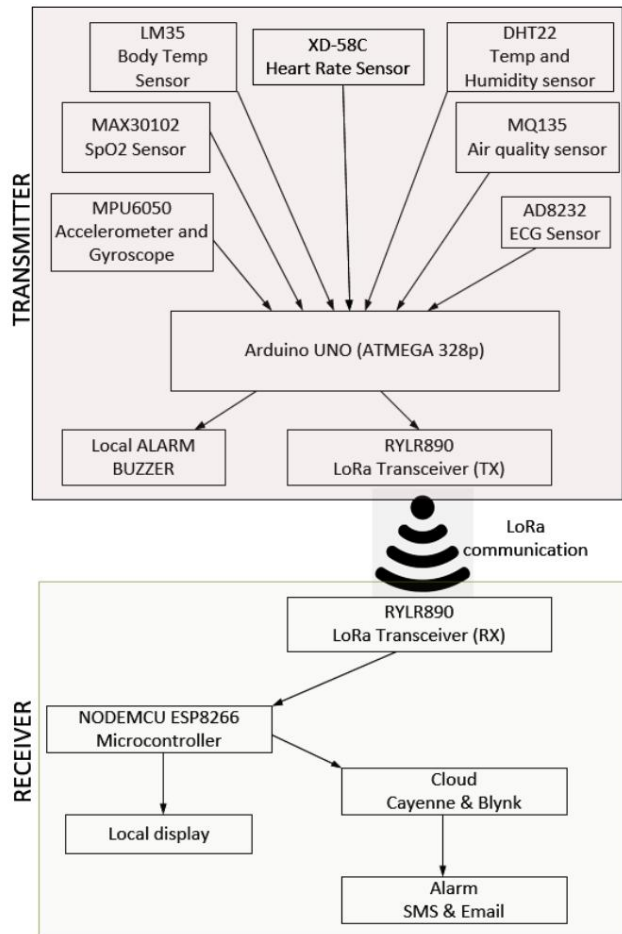 TRANSMITTER
LM35
Body Temp
Sensor
XD-58C
Heart Rate Sensor
DHT22
Temp and
Humidity sensor
MAX30102
SpO2 Sensor
MQ135
Air quality sensor
MPU6050
Accelerometer and
Gyroscope
AD8232
ECG Sensor
Arduino UNO (ATMEGA 328p)
Local ALARM
BUZZER
RYLR890
LoRa Transceiver (TX)
LoRa
communication
RECEIVER
RYLR890
LoRa Transceiver (RX)
NODEMCU ESP8266
Microcontroller
Cloud
Cayenne & Blynk
Local display
Alarm
SMS & Email